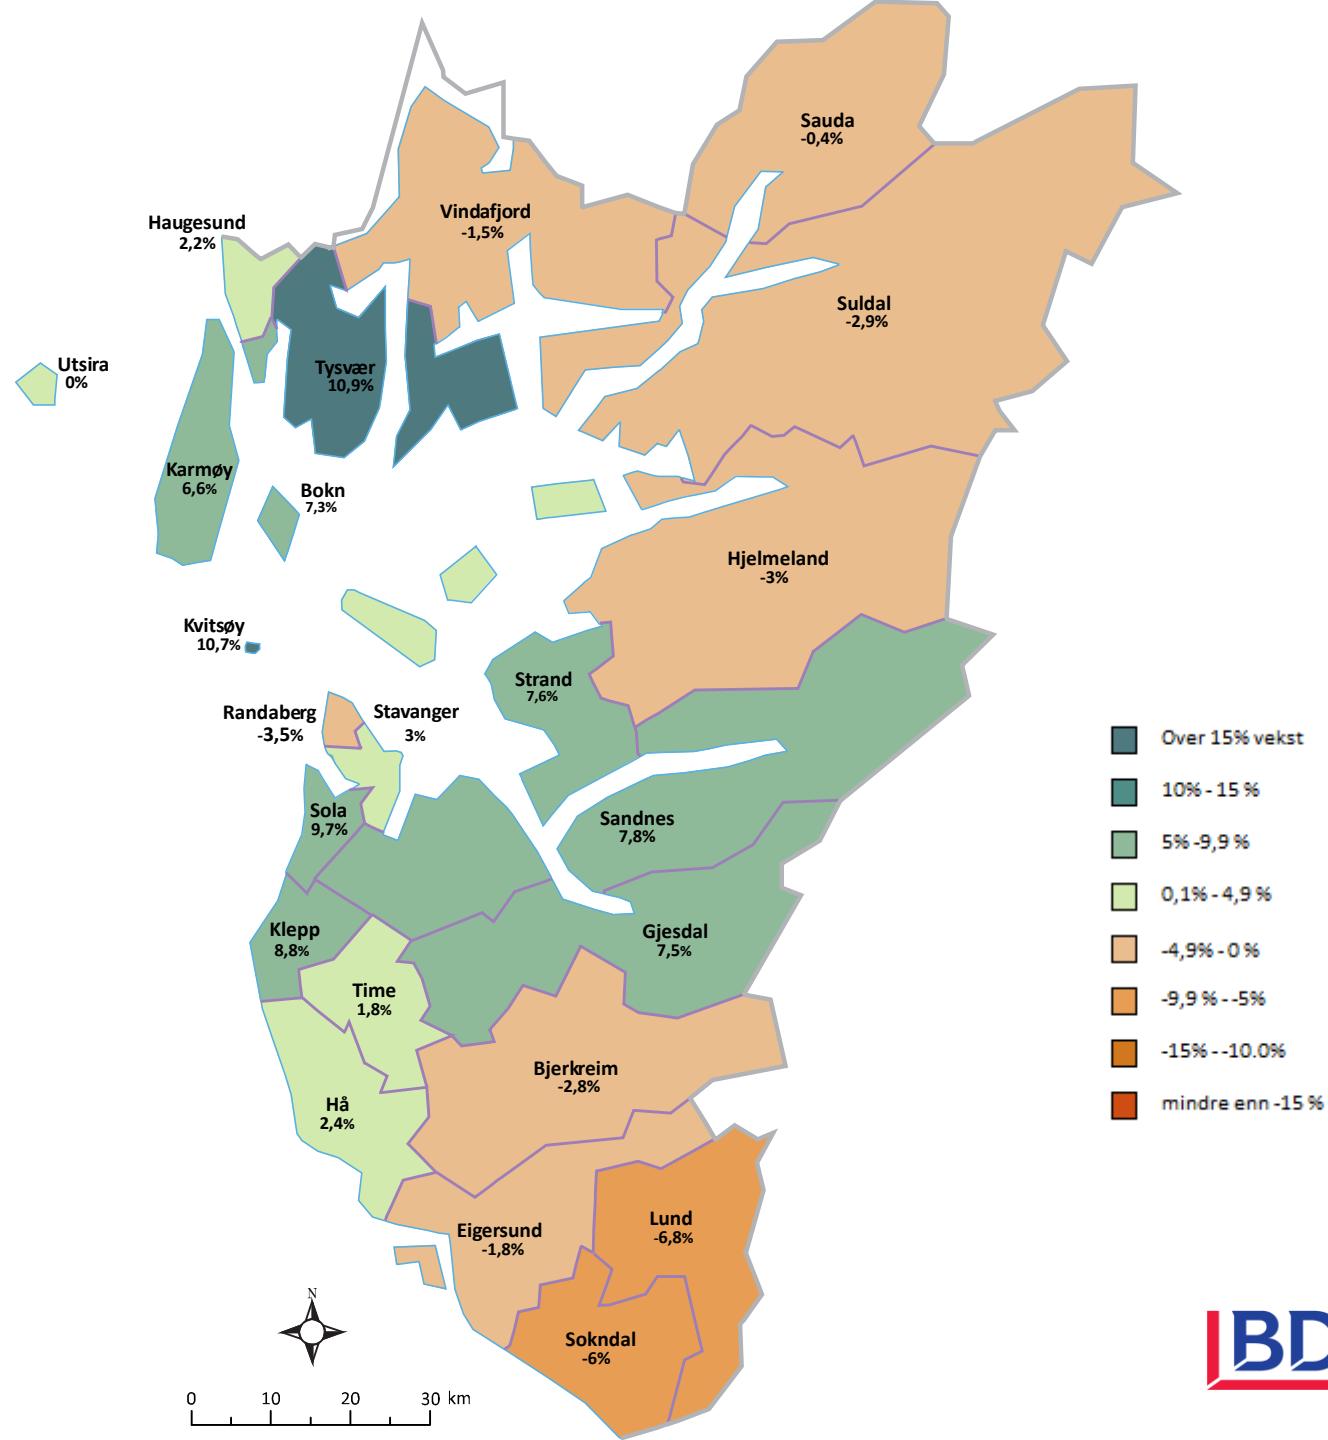 Sauda
-0,4%
Vindafjord
-1,5%
Haugesund
2,2%
Suldal
-2,9%
Utsira
0%
Tysvær
10,9%
Karmøy
6,6%
Bokn
7,3%
Hjelmeland
-3%
Kvitsøy
10,7%
Strand
7,6%
Randaberg
-3,5%
Stavanger
3%
Over 15% vekst
10% - 15 %
5% -9,9 %
0,1% - 4,9 %
-4,9% - 0 %
-9,9 % - -5%
-15% - -10.0%
mindre enn -15 %
Sola
9,7%
Sandnes
7,8%
Klepp
8,8%
Gjesdal
7,5%
Time
1,8%
Bjerkreim
-2,8%
Hå
2,4%
Eigersund
-1,8%
Lund
-6,8%
Sokndal
-6%
N
0 10 20 30 km
BD